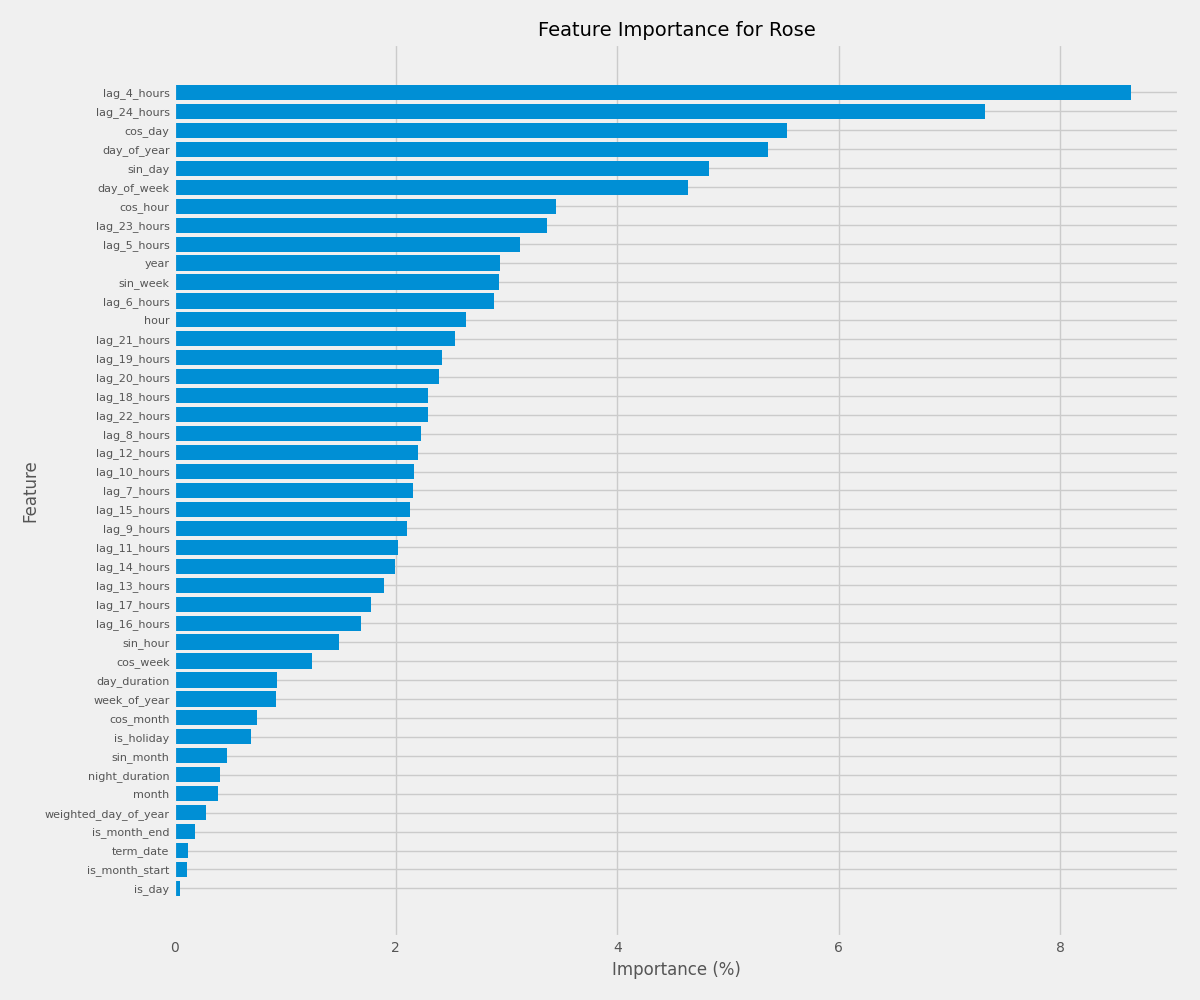 Feature Importance for Rose
Feature
lag_4_hours
lag_24_hours
cos_day
day_of_year
sin_day
day_of_week
cos_hour
lag_23_hours
lag_5_hours
year
sin_week
lag_6_hours
hour
lag_21_hours
lag_19_hours
lag_20_hours
lag_18_hours
lag_22_hours
lag_8_hours
lag_12_hours
lag_10_hours
lag_7_hours
lag_15_hours
lag_9_hours
lag_11_hours
lag_14_hours
lag_13_hours
lag_17_hours
lag_16_hours
sin_hour
cos_week
day_duration
week_of_year
cos_month
is_holiday
sin_month
night_duration
month
weighted_day_of_year
is_month_end
term_date
is_month_start
is_day
0 2 4 6 8
Importance (%)